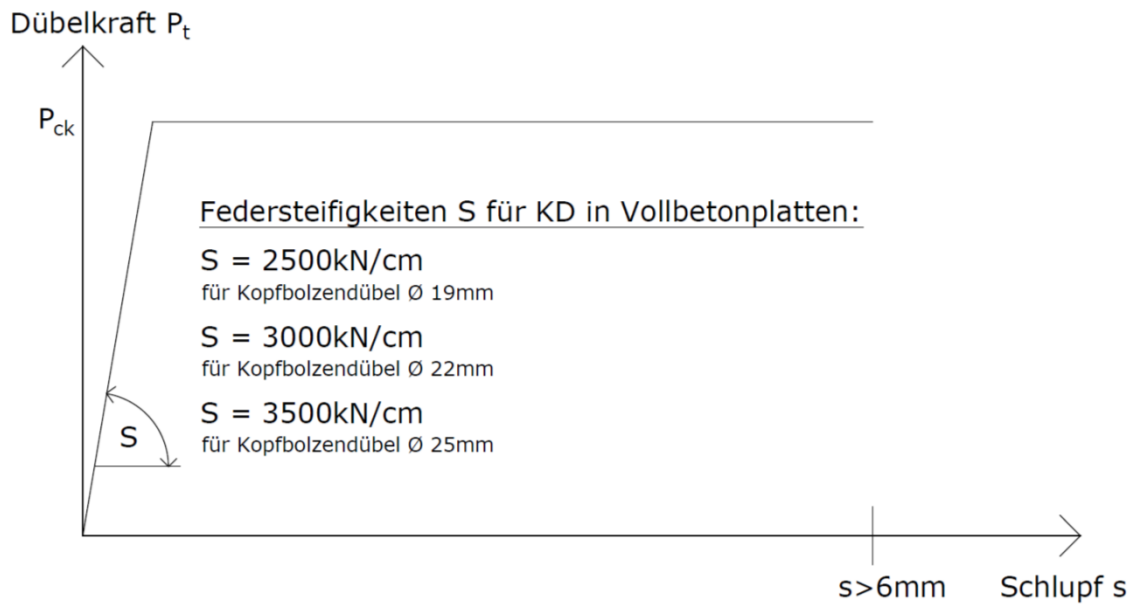 Dübelkraft Pt
Pck
Federsteifigkeiten S für KD in Vollbetonplatten:
S = 2500kN/cm
für Kopfbolzendübel Ø 19mm
S = 3000kN/cm
für Kopfbolzendübel Ø 22mm
S = 3500kN/cm
für Kopfbolzendübel Ø 25mm
S
s>6mm
Schlupf s